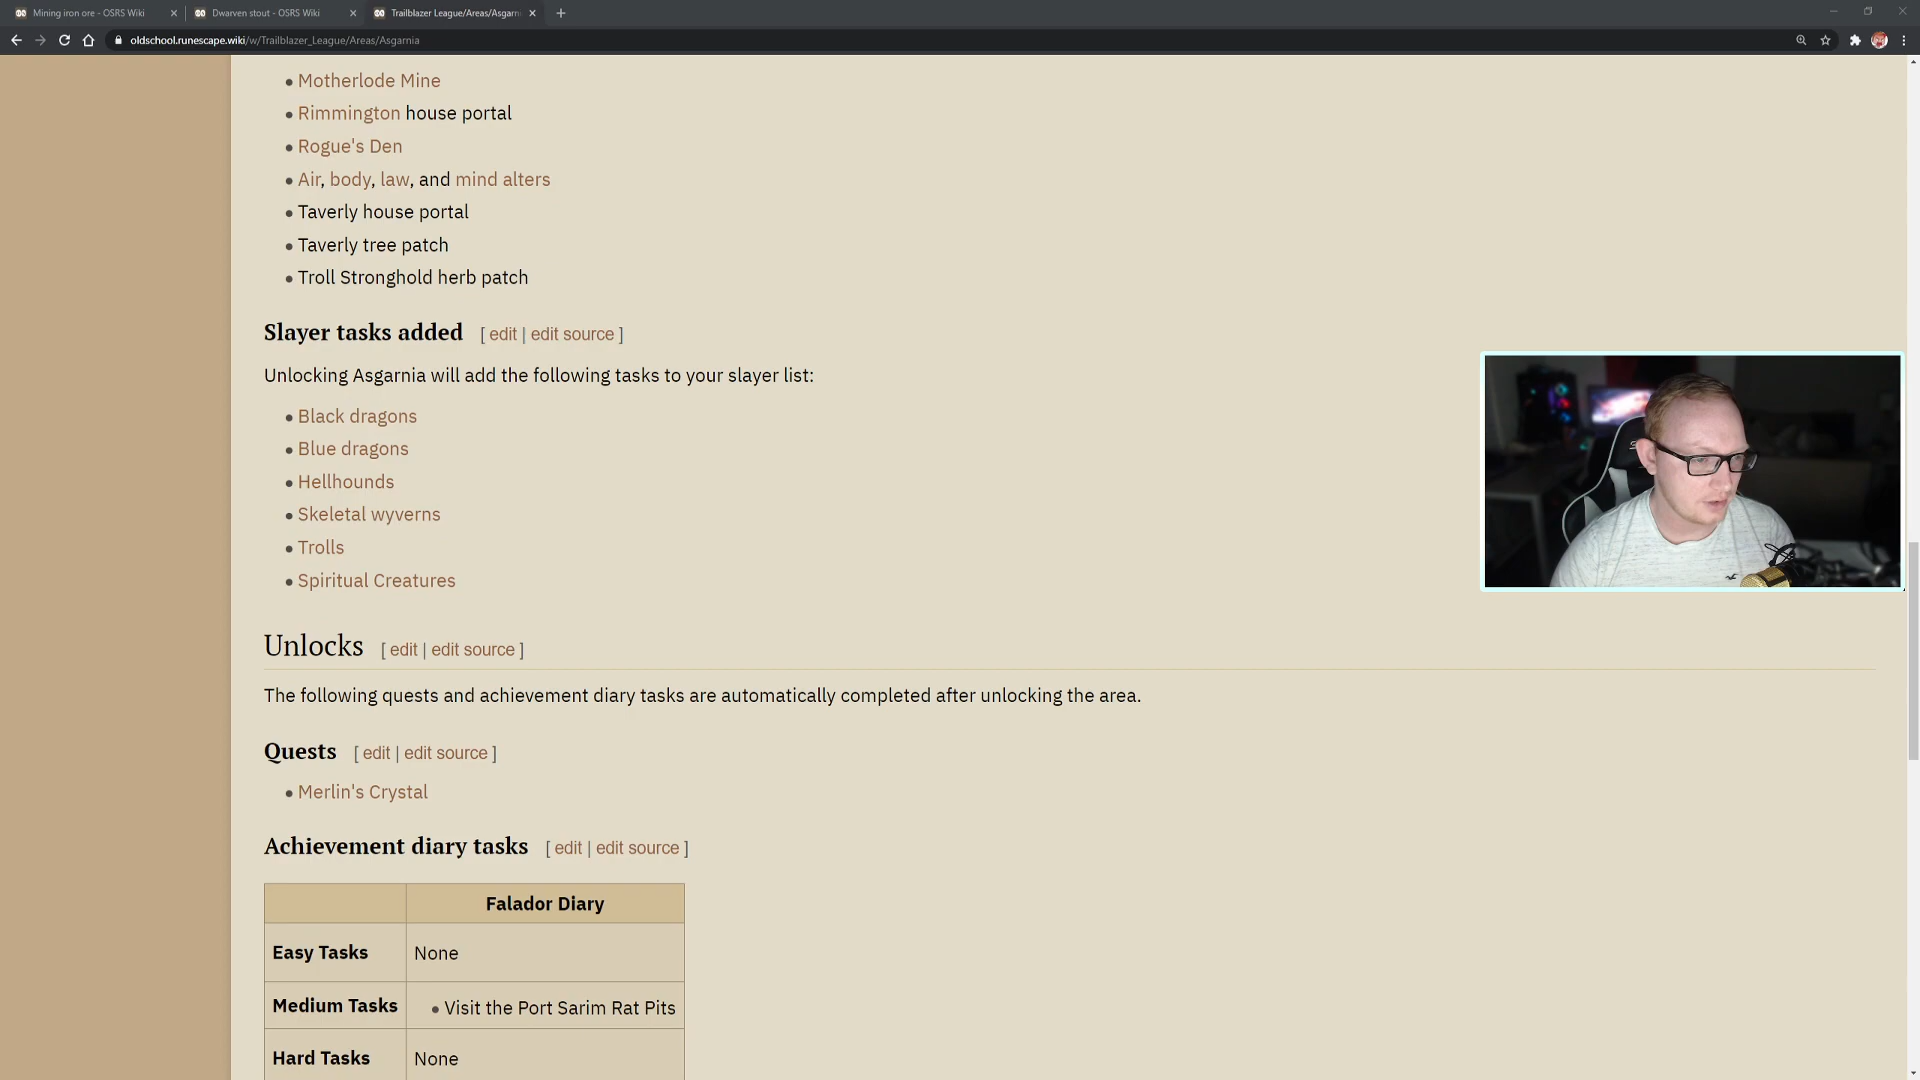 Mining iron ore - OSRS Wiki
Dwarven stout - OSRS Wiki
Trailblazer League/Areas/Asgarn
oldschool.runescape.wiki/w/Trailblazer_League/Areas/Asgarnia
Motherlode Mine
Rimmington house portal
Rogue's Den
Air, body, law, and mind alters
Taverly house portal
Taverly tree patch
Troll Stronghold herb patch
Slayer tasks added [ edit | edit source ]
Unlocking Asgarnia will add the following tasks to your slayer list:
Black dragons
Blue dragons
Hellhounds
Skeletal wyverns
Trolls
Spiritual Creatures
Unlocks [ edit | edit source ]
The following quests and achievement diary tasks are automatically completed after unlocking the area.
Quests [ edit | edit source ]
Merlin's Crystal
Achievement diary tasks [ edit | edit source ]
Falador Diary
Easy Tasks None
Medium Tasks Visit the Port Sarim Rat Pits
Hard Tasks None